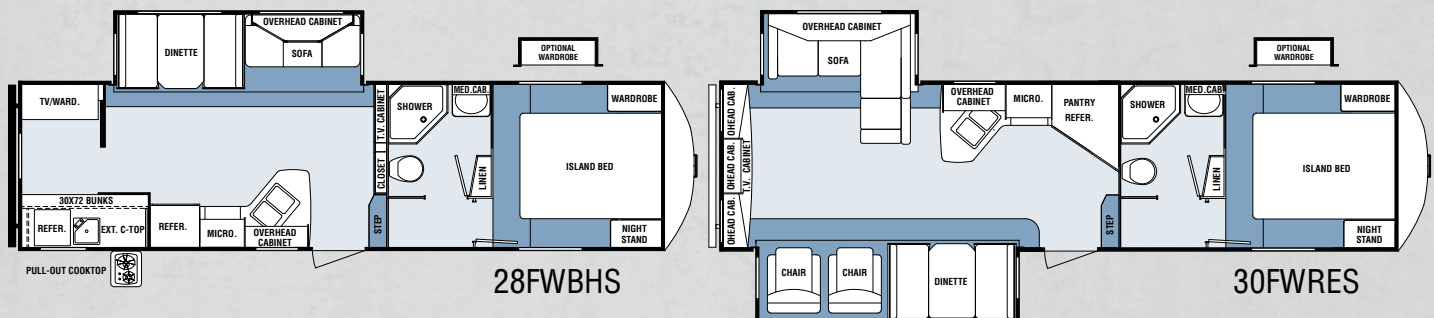 OVERHEAD CABINET
DINETTE
SOFA
OPTIONAL
WARDROBE
TV/WARD.
T.V. CABINET
SHOWER
MED.CAB.
WARDROBE
CLOSET
LINEN
ISLAND BED
30X72 BUNKS
REFER.
EXT. C-TOP
REFER.
MICRO.
OVERHEAD
CABINET
STEP
NIGHT
STAND
PULL-OUT COOKTOP
28FWBHS
OVERHEAD CABINET
SOFA
OPTIONAL
WARDROBE
OHEAD CAB.
OHEAD CAB.
OHEAD CAB.
T.V. CABINET
OVERHEAD
CABINET
MICRO.
PANTRY
REFER.
SHOWER
MED.CAB.
WARDROBE
LINEN
ISLAND BED
STEP
NIGHT
STAND
CHAIR
CHAIR
DINETTE
30FWRES